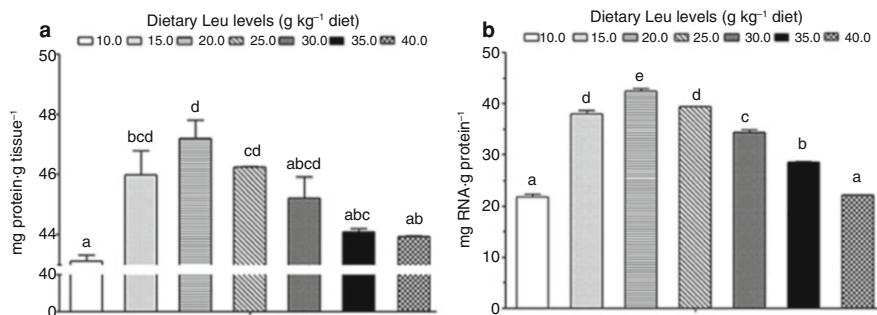 a
Dietary Leu levels (g kg⁻¹ diet)
10.0 15.0 20.0 25.0 30.0 35.0 40.0
mg protein·g tissue⁻¹
50
48
46
44
40
0
a
bcd
d
cd
abcd
abc
ab
b
Dietary Leu levels (g kg⁻¹ diet)
10.0 15.0 20.0 25.0 30.0 35.0 40.0
mg RNA·g protein⁻¹
50
40
30
20
10
0
a
d
e
d
c
b
a